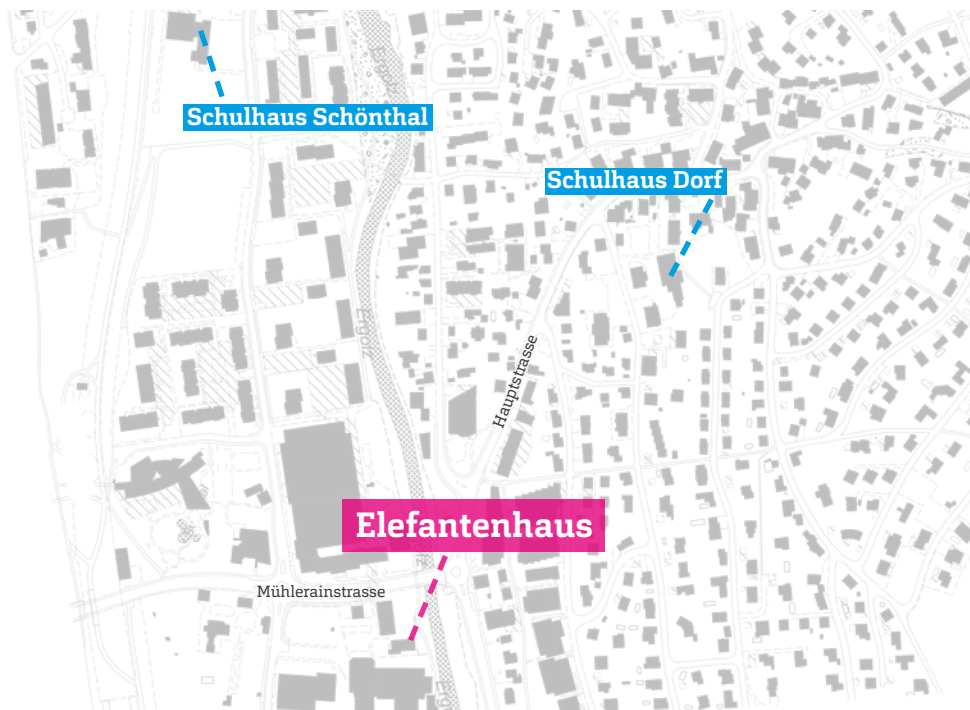 Ergolz
Schulhaus Schönthal
Schulhaus Dorf
Ergolz
Hauptstrasse
Elefantenhaus
Mühlerainstrasse